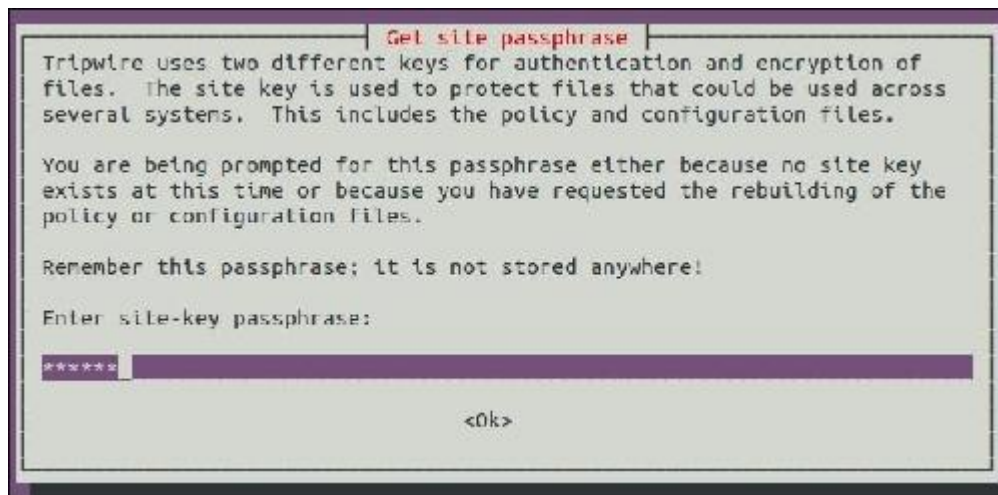 Get site passphrase
Tripwire uses two different keys for authentication and encryption of
files.  The site key is used to protect files that could be used across
several systems.  This includes the policy and configuration files.
You are being prompted for this passphrase either because no site key
exists at this time or because you have requested the rebuilding of the
policy or configuration files.
Remember this passphrase; it is not stored anywhere!
Enter site-key passphrase:
******_
<Ok>